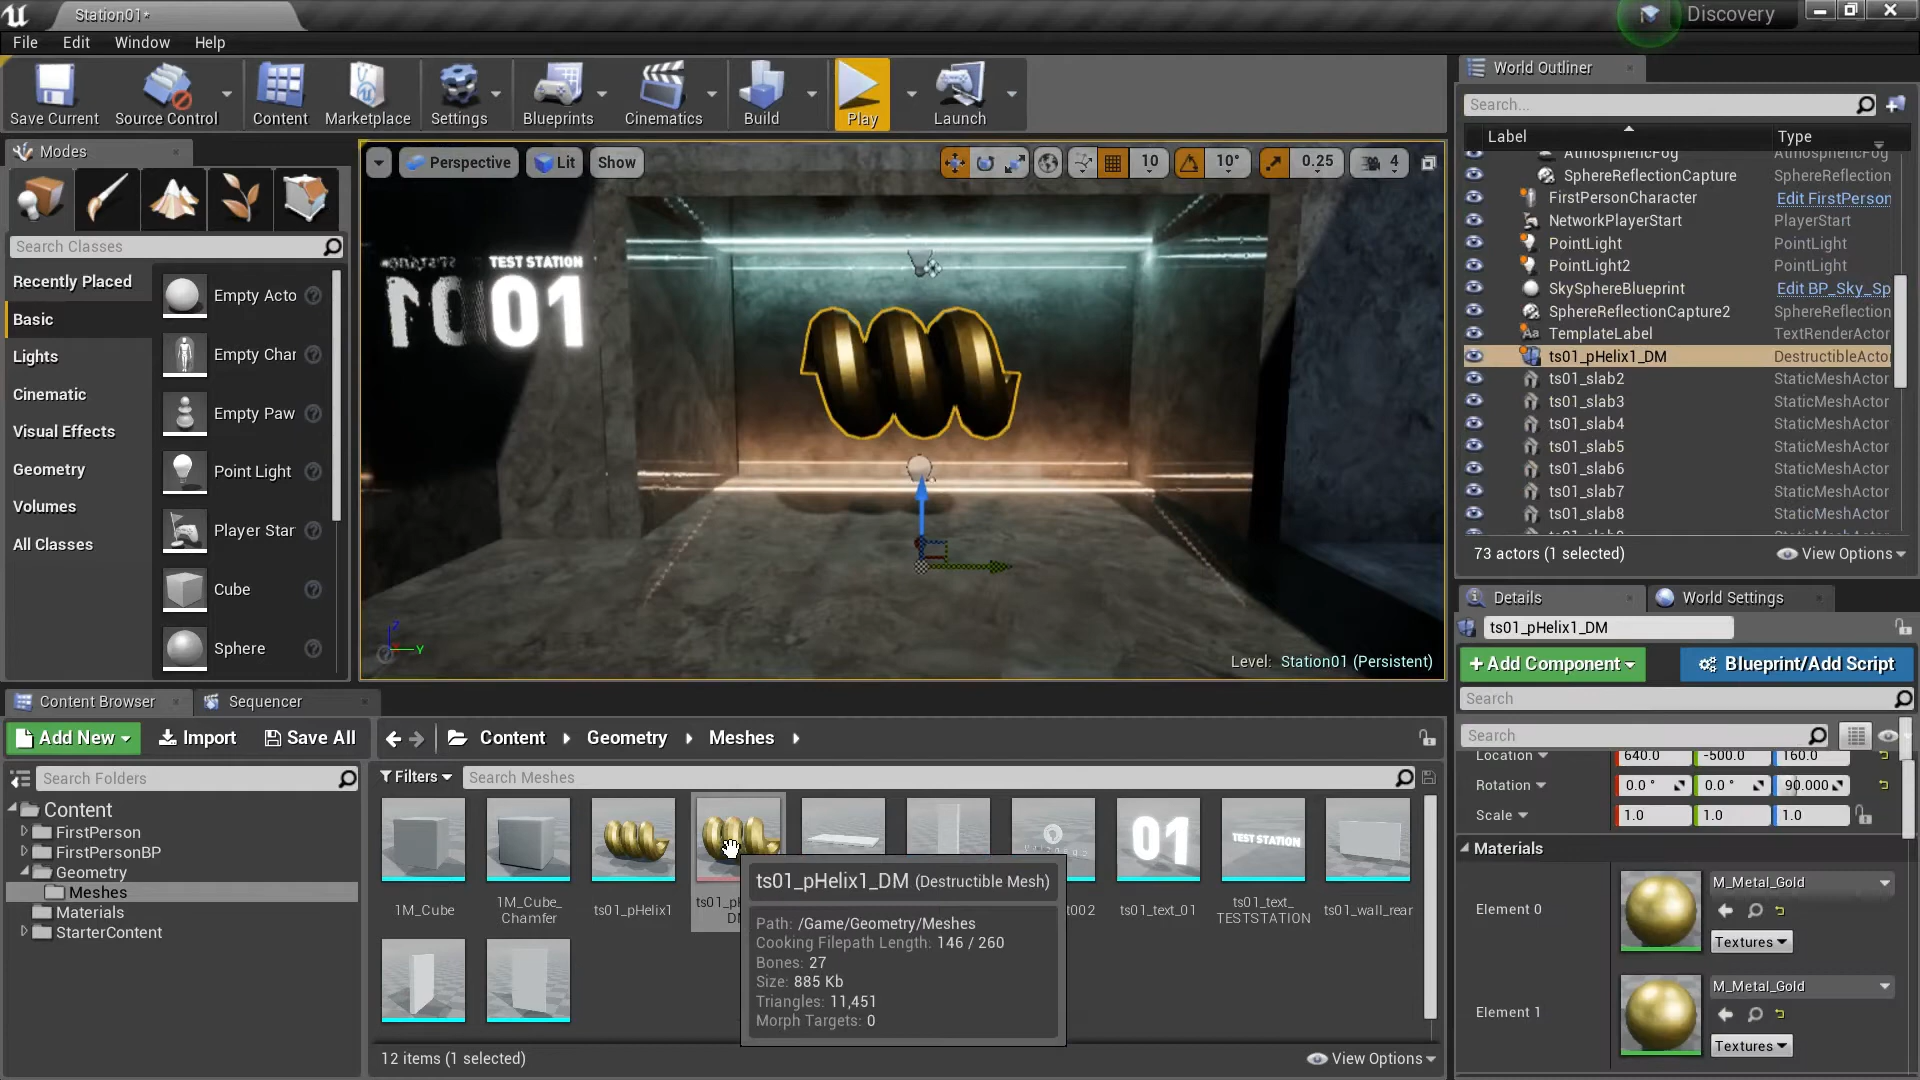 Station01*
Discovery
File Edit Window Help
Save Current Source Control Content Marketplace Settings Blueprints Cinematics Build Play Launch
Modes
Search Classes
Recently Placed
Basic
Lights
Cinematic
Visual Effects
Geometry
Volumes
All Classes
Empty Acto
Empty Char
Empty Paw
Point Light
Player Star
Cube
Sphere
Perspective Lit Show
10 10° 0.25 4
TEST STATION
01
Z
Y
Level: Station01 (Persistent)
World Outliner
Search...
Label Type
AtmosphericFog AtmosphericFog
SphereReflectionCapture SphereReflection
FirstPersonCharacter Edit FirstPerson
NetworkPlayerStart PlayerStart
PointLight PointLight
PointLight2 PointLight
SkySphereBlueprint Edit BP_Sky_Sp
SphereReflectionCapture2 SphereReflection
TemplateLabel TextRenderActor
ts01_pHelix1_DM DestructibleActo
ts01_slab2 StaticMeshActor
ts01_slab3 StaticMeshActor
ts01_slab4 StaticMeshActor
ts01_slab5 StaticMeshActor
ts01_slab6 StaticMeshActor
ts01_slab7 StaticMeshActor
ts01_slab8 StaticMeshActor
73 actors (1 selected) View Options
Details World Settings
ts01_pHelix1_DM
+Add Component Blueprint/Add Script
Search
Search
Location 640.0 -500.0 160.0
Rotation 0.0 ° 0.0 ° 90.000
Scale 1.0 1.0 1.0
Materials
Element 0
M_Metal_Gold
Textures
Element 1
M_Metal_Gold
Textures
Content Browser Sequencer
Add New Import Save All
Content Geometry Meshes
Search Folders
Filters Search Meshes
Content
FirstPerson
FirstPersonBP
Geometry
Meshes
Materials
StarterContent
01
TEST STATION
1M_Cube
1M_Cube_
Chamfer
ts01_pHelix1
ts01_text_01
ts01_text_
TESTSTATION
ts01_wall_rear
ts01_pHelix1_DM (Destructible Mesh)
Path: /Game/Geometry/Meshes
Cooking Filepath Length: 146 / 260
Bones: 27
Size: 885 Kb
Triangles: 11,451
Morph Targets: 0
12 items (1 selected)
View Options